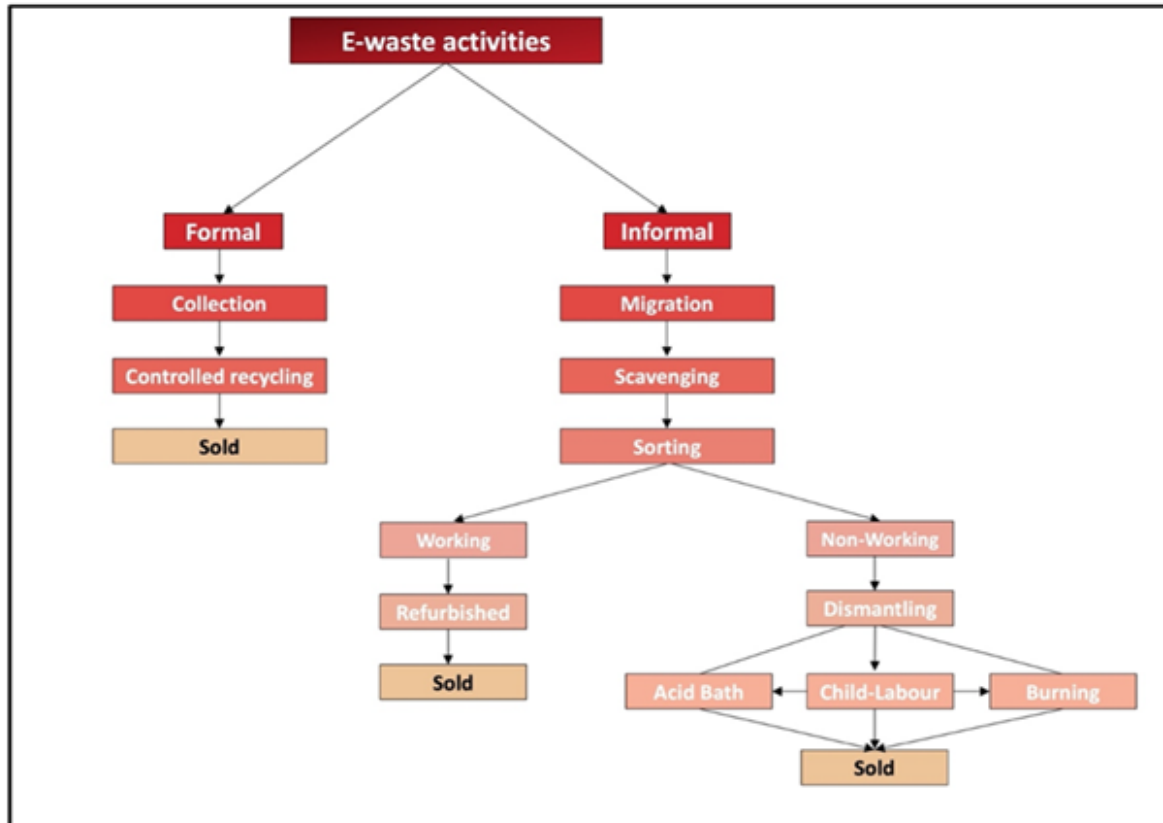 E-waste activities
Formal
Informal
Collection
Migration
Controlled recycling
Scavenging
Sold
Sorting
Working
Non-Working
Refurbished
Dismantling
Sold
Acid Bath
Child-Labour
Burning
Sold